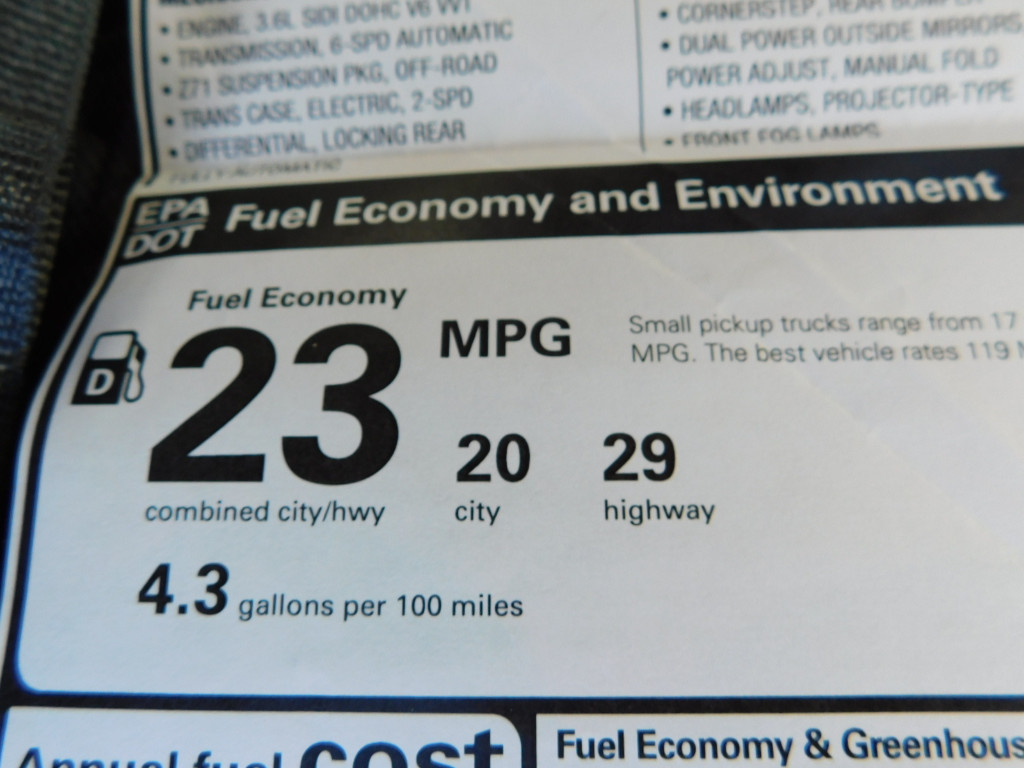 • ENGINE, 3.6L SIDI DOHC V6 VVT
• TRANSMISSION, 6-SPD AUTOMATIC
• Z71 SUSPENSION PKG, OFF-ROAD
• TRANS CASE, ELECTRIC, 2-SPD
• DIFFERENTIAL, LOCKING REAR
• CORNERSTEP, REAR BUMPER
• DUAL POWER OUTSIDE MIRRORS,
POWER ADJUST, MANUAL FOLD
• HEADLAMPS, PROJECTOR-TYPE
• FRONT FOG LAMPS
EPA
DOT
Fuel Economy and Environment
Fuel Economy
D
23
MPG
Small pickup trucks range from 17
MPG. The best vehicle rates 119
20 29
combined city/hwy city highway
4.3 gallons per 100 miles
Annual fuel cost
Fuel Economy & Greenhous